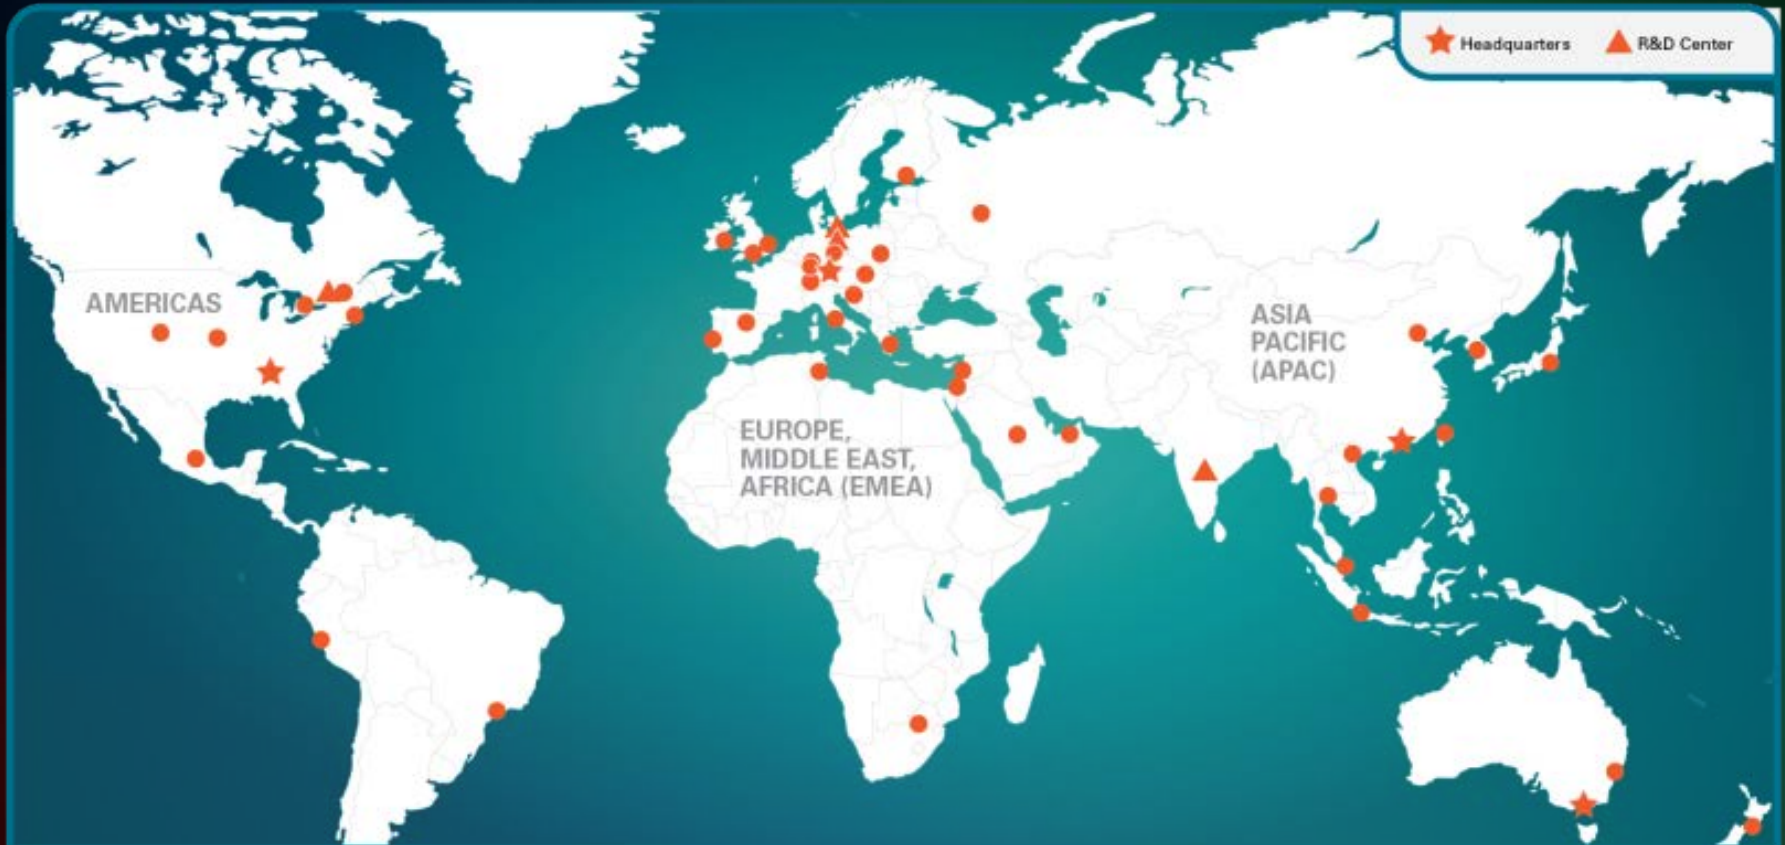 Headquarters
R&D Center
AMERICAS
ASIA
PACIFIC
(APAC)
EUROPE,
MIDDLE EAST,
AFRICA (EMEA)